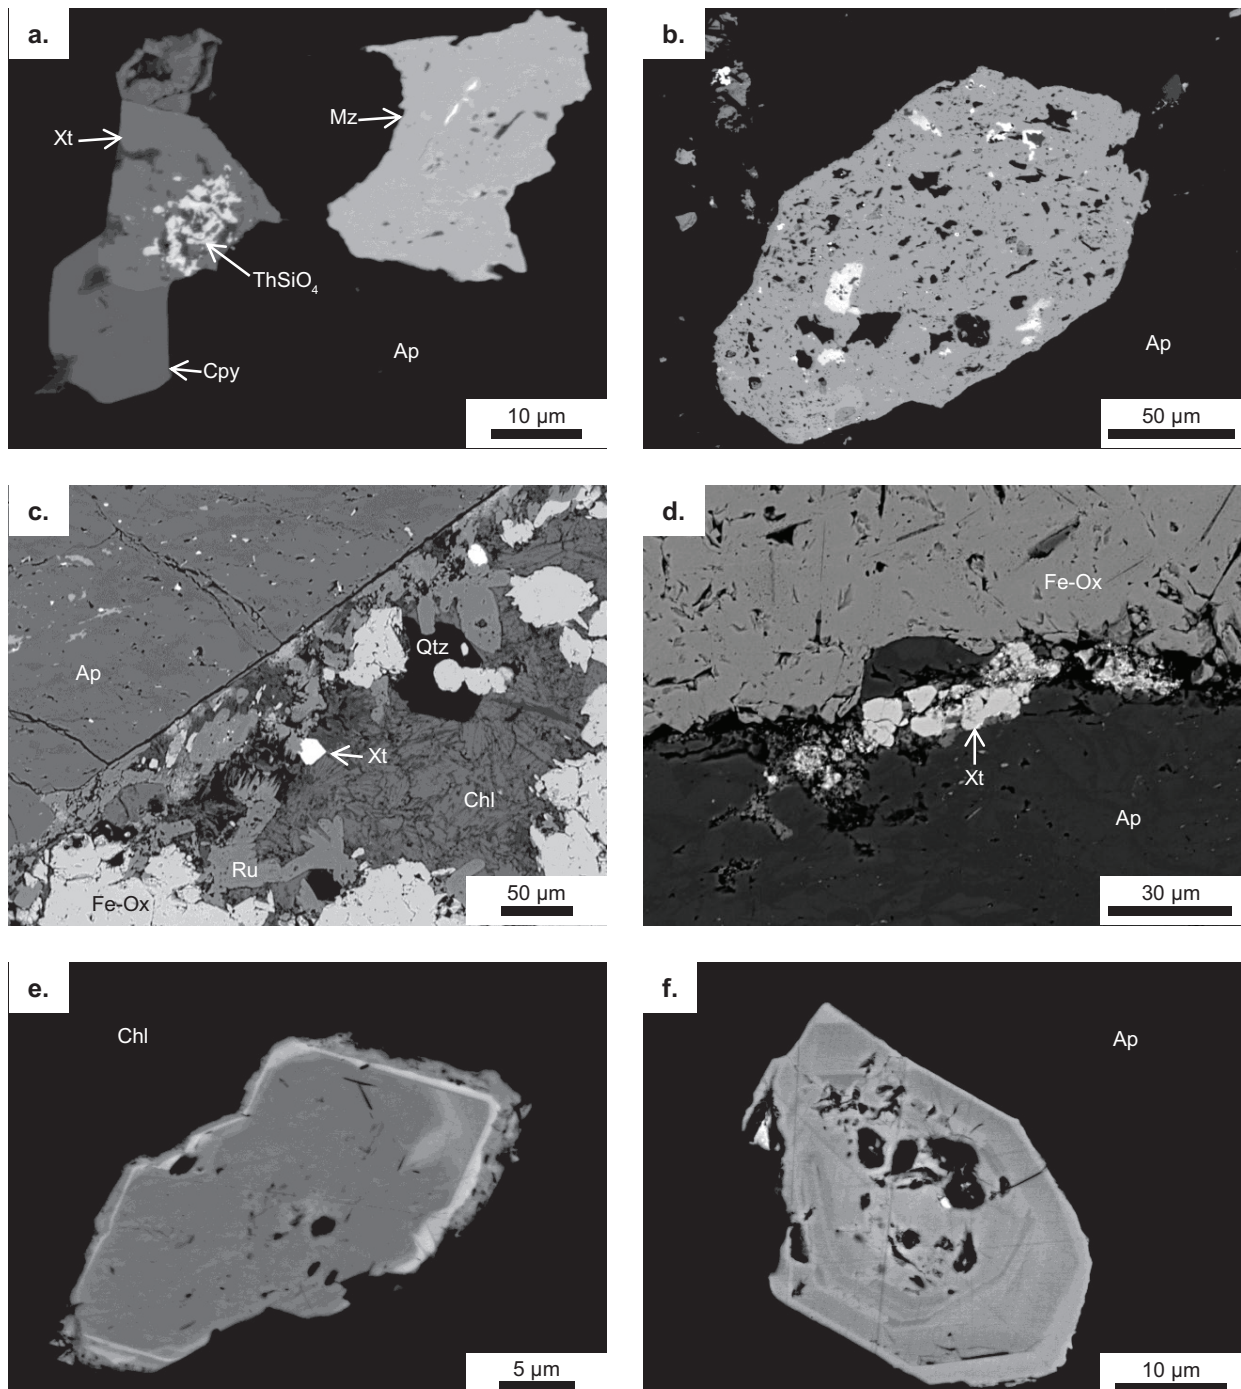 a.
Xt
Mz
ThSiO₄
Cpy
Ap
10 µm
b.
Ap
50 µm
c.
Ap
Qtz
Xt
Chl
Ru
Fe-Ox
50 µm
d.
Fe-Ox
Xt
Ap
30 µm
e.
Chl
5 µm
f.
Ap
10 µm